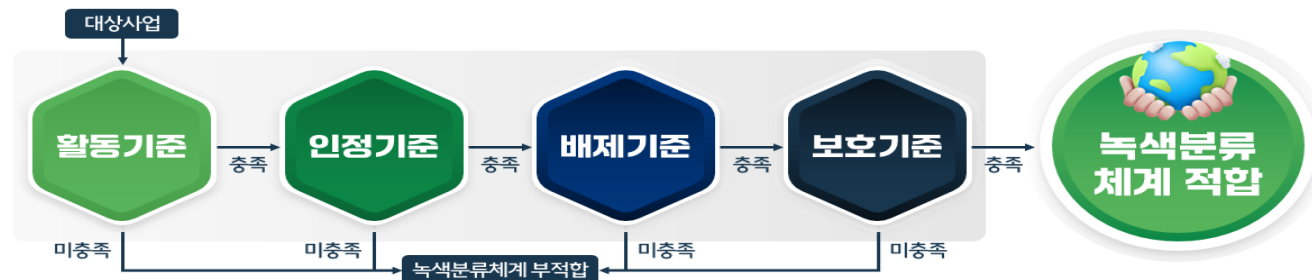 대상사업
활동기준
충족
인정기준
충족
배제기준
충족
보호기준
충족
녹색분류
체계 적합
미충족
미충족
미충족
미충족
녹색분류체계 부적합